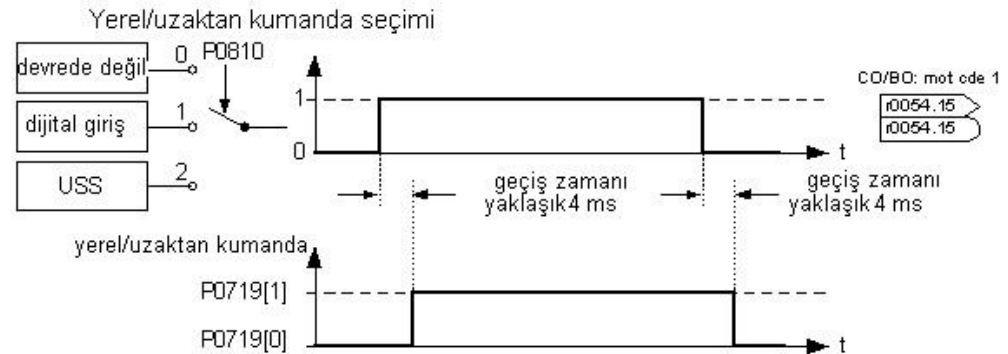 Yerel/uzaktan kumanda seçimi
devrede değil
0
P0810
dijital giriş
1
USS
2
1
0
t
CO/BO: mot cde 1
r0054.15
r0054.15
geçiş zamanı
yaklaşık 4 ms
geçiş zamanı
yaklaşık 4 ms
yerel/uzaktan kumanda
P0719[1]
P0719[0]
t